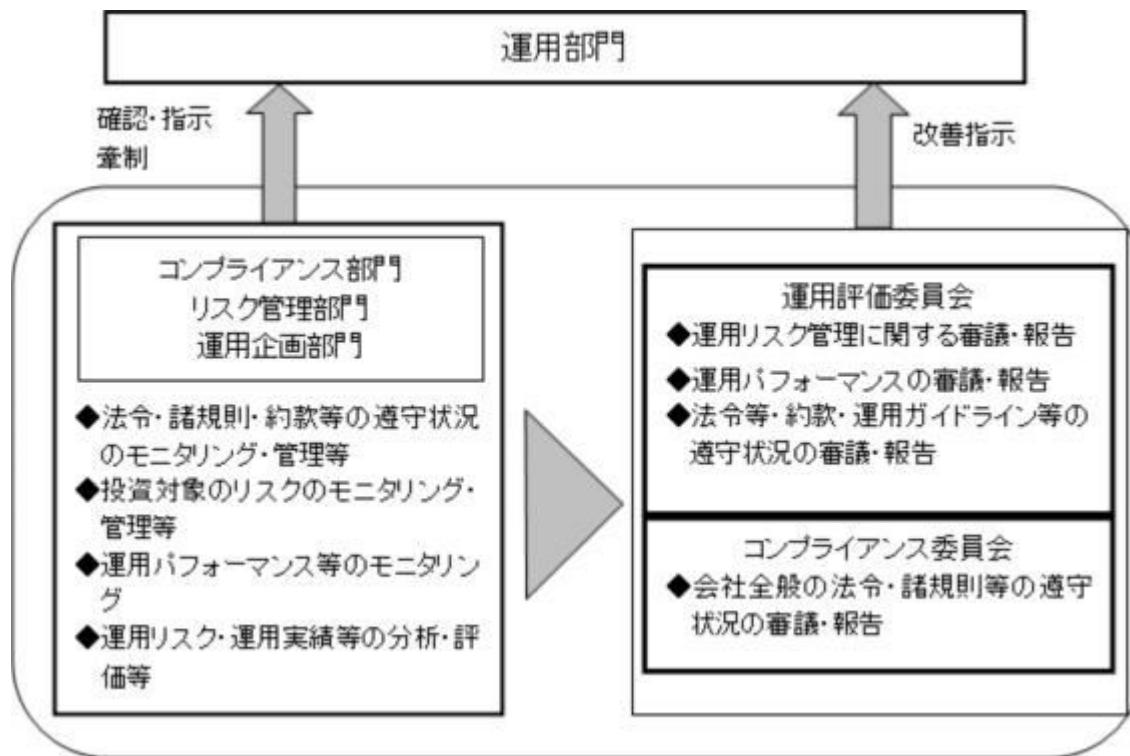 運用部門
確認・指示
牽制
改善指示
コンプライアンス部門
リスク管理部門
運用企画部門
◆法令・諸規則・約款等の遵守状況
のモニタリング・管理等
◆投資対象のリスクのモニタリング・
管理等
◆運用パフォーマンス等のモニタリン
グ
◆運用リスク・運用実績等の分析・評
価等
運用評価委員会
◆運用リスク管理に関する審議・報告
◆運用パフォーマンスの審議・報告
◆法令等・約款・運用ガイドライン等の
遵守状況の審議・報告
コンプライアンス委員会
◆会社全般の法令・諸規則等の遵守
状況の審議・報告